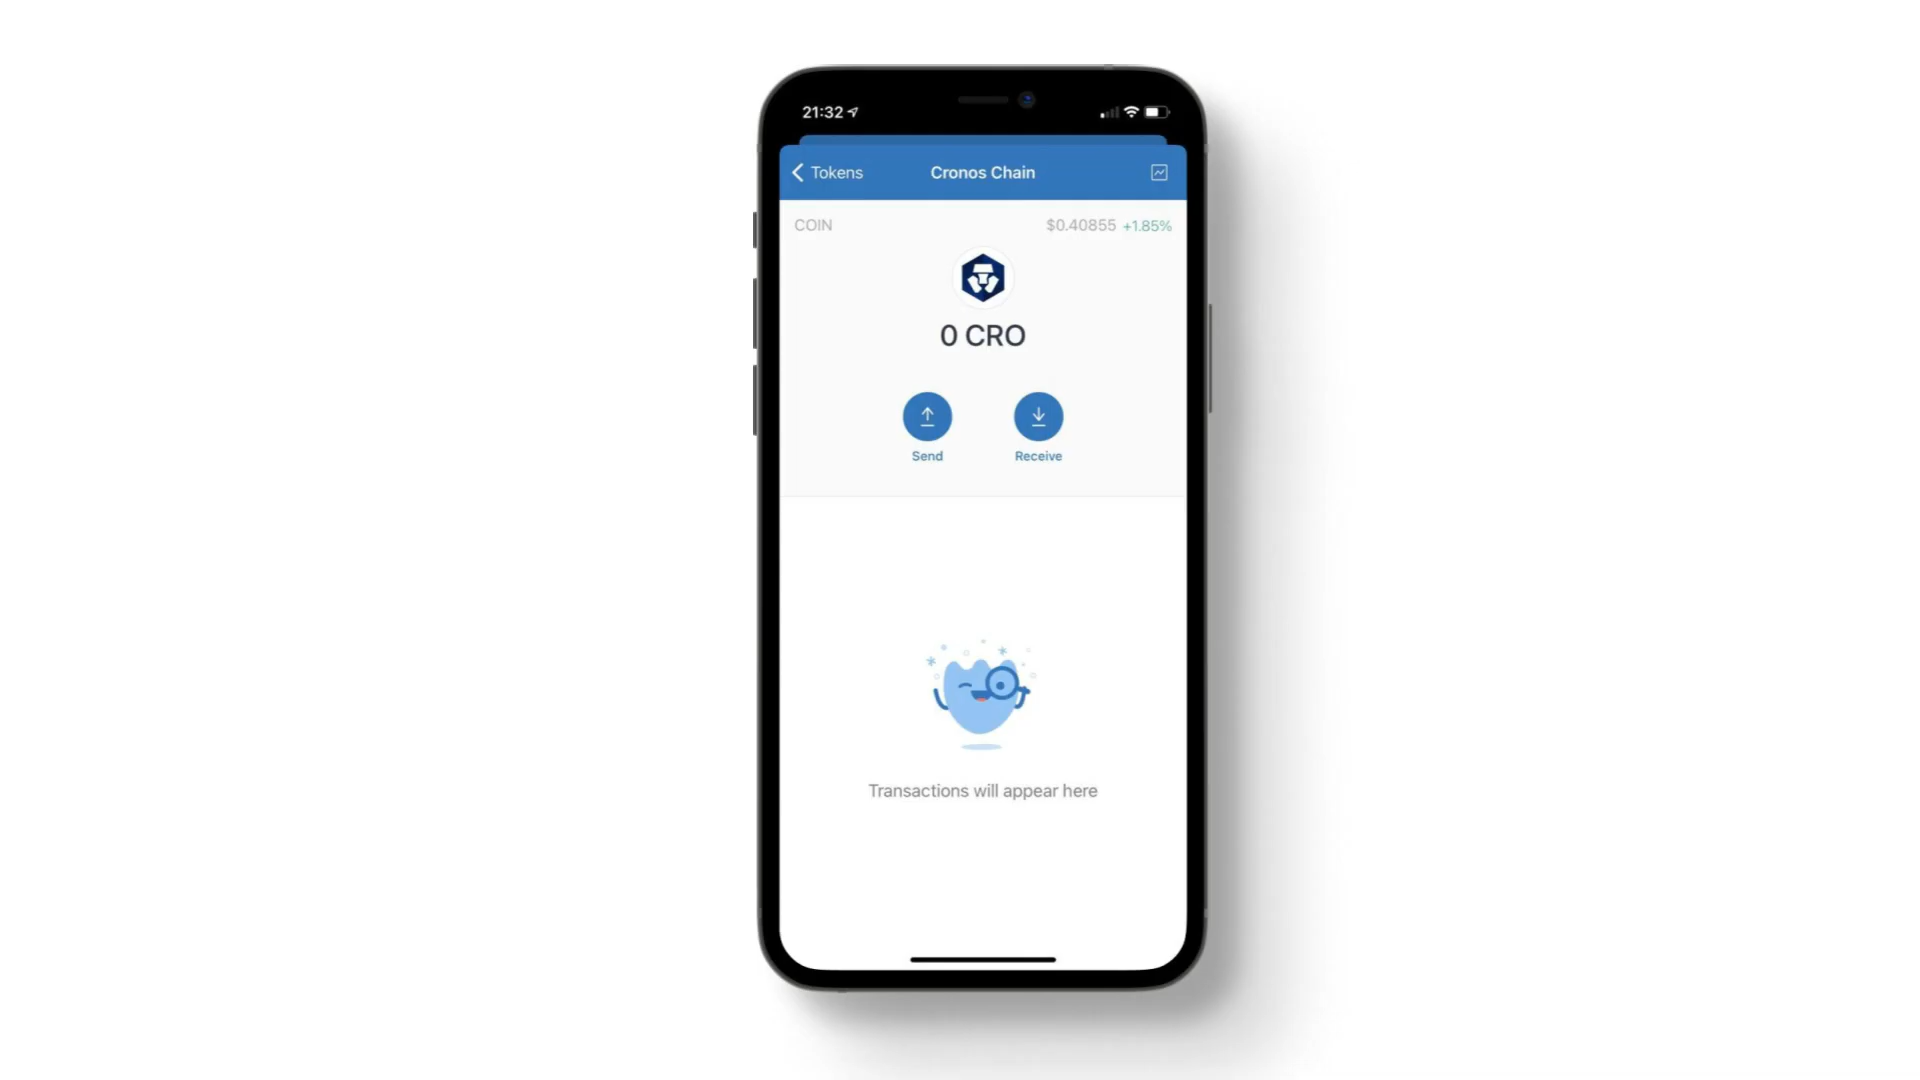 21:32
Tokens
Cronos Chain
COIN
$0.40855 +1.85%
0 CRO
Send
Receive
Transactions will appear here